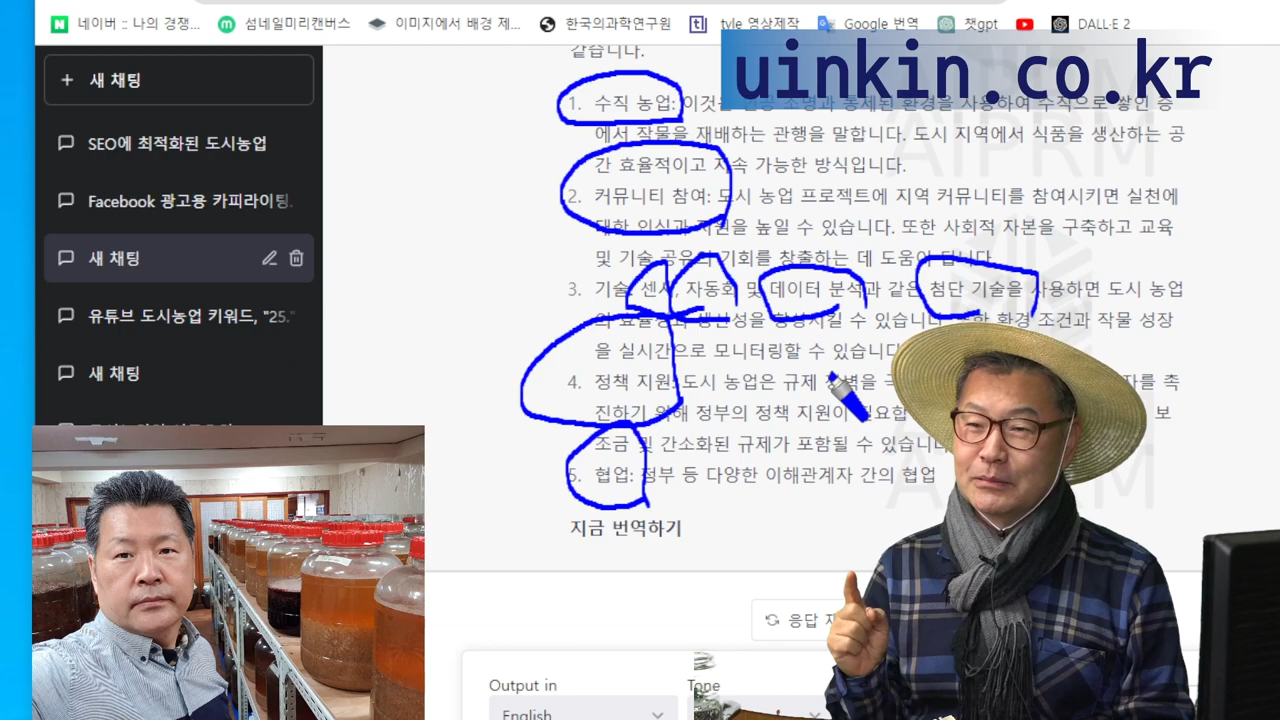 네이버 :: 나의 경쟁...
섬네일미리캔버스
이미지에서 배경 제...
한국의과학연구원
tyle 영상제작
Google 번역
챗gpt
DALL·E 2
uinkin.co.kr
+ 새 채팅
SEO에 최적화된 도시농업
Facebook 광고용 카피라이팅.
새 채팅
유튜브 도시농업 키워드, "25."
새 채팅
같습니다.
1. 수직 농업: 이것은 인공 조명과 통제된 환경을 사용하여 수직으로 쌓인 층
에서 작물을 재배하는 관행을 말합니다. 도시 지역에서 식품을 생산하는 공
간 효율적이고 지속 가능한 방식입니다.
2. 커뮤니티 참여: 도시 농업 프로젝트에 지역 커뮤니티를 참여시키면 실천에
대한 인식과 지원을 높일 수 있습니다. 또한 사회적 자본을 구축하고 교육
및 기술 공유의 기회를 창출하는 데 도움이 됩니다.
3. 기술: 센서, 자동화 및 데이터 분석과 같은 첨단 기술을 사용하면 도시 농업
의 효율성과 생산성을 향상시킬 수 있습니다 또한 환경 조건과 작물 성장
을 실시간으로 모니터링할 수 있습니다
4. 정책 지원: 도시 농업은 규제 장벽을 자를 촉
진하기 위해 정부의 정책 지원이 필요합 보
조금 및 간소화된 규제가 포함될 수 있습니다
5. 협업: 정부 등 다양한 이해관계자 간의 협업
지금 번역하기
AIPRM
AIPRM
응답
Output in
Tone
English